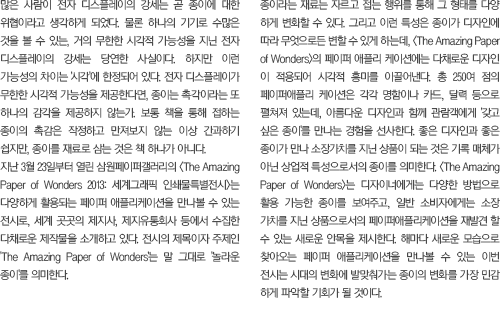 많은 사람이 전자 디스플레이의 강세는 곧 종이에 대한
위협이라고 생각하게 되었다. 물론 하나의 기기로 수많은
것을 볼 수 있는, 거의 무한한 시각적 가능성을 지닌 전자
디스플레이의 강세는 당연한 사실이다. 하지만 이런
가능성의 차이는 '시각'에 한정되어 있다. 전자 디스플레이가
무한한 시각적 가능성을 제공한다면, 종이는 촉각이라는 또
하나의 감각을 제공하지 않는가. 보통 책을 통해 접하는
종이의 촉감은 작정하고 만져보지 않는 이상 간과하기
쉽지만, 종이를 재료로 삼는 것은 책 하나가 아니다.
지난 3월 23일부터 열린 삼원페이퍼갤러리의 〈The Amazing
Paper of Wonders 2013: 세계그래픽 인쇄물특별전시〉는
다양하게 활용되는 페이퍼 애플리케이션을 만나볼 수 있는
전시로, 세계 곳곳의 제지사, 제지유통회사 등에서 수집한
다채로운 제작물을 소개하고 있다. 전시의 제목이자 주제인
'The Amazing Paper of Wonders'는 말 그대로 '놀라운
종이'를 의미한다.
종이라는 재료는 자르고 접는 행위를 통해 그 형태를 다양
하게 변화할 수 있다. 그리고 이런 특성은 종이가 디자인에
따라 무엇으로든 변할 수 있게 하는데, 〈The Amazing Paper
of Wonders〉의 페이퍼 애플리 케이션에는 다채로운 디자인
이 적용되어 시각적 흥미를 이끌어낸다. 총 250여 점의
페이퍼애플리 케이션은 각각 명함이나 카드, 달력 등으로
펼쳐져 있는데, 아름다운 디자인과 함께 관람객에게 '갖고
싶은 종이'를 만나는 경험을 선사한다. 좋은 디자인과 좋은
종이가 만나 소장가치를 지닌 상품이 되는 것은 기록 매체가
아닌 상업적 특성으로서의 종이를 의미한다. 〈The Amazing
Paper of Wonders〉는 디자이너에게는 다양한 방법으로
활용 가능한 종이를 보여주고, 일반 소비자에게는 소장
가치를 지닌 상품으로서의 페이퍼애플리케이션을 재발견 할
수 있는 새로운 안목을 제시한다. 해마다 새로운 모습으로
찾아오는 페이퍼 애플리케이션을 만나볼 수 있는 이번
전시는 시대의 변화에 발맞춰가는 종이의 변화를 가장 민감
하게 파악할 기회가 될 것이다.